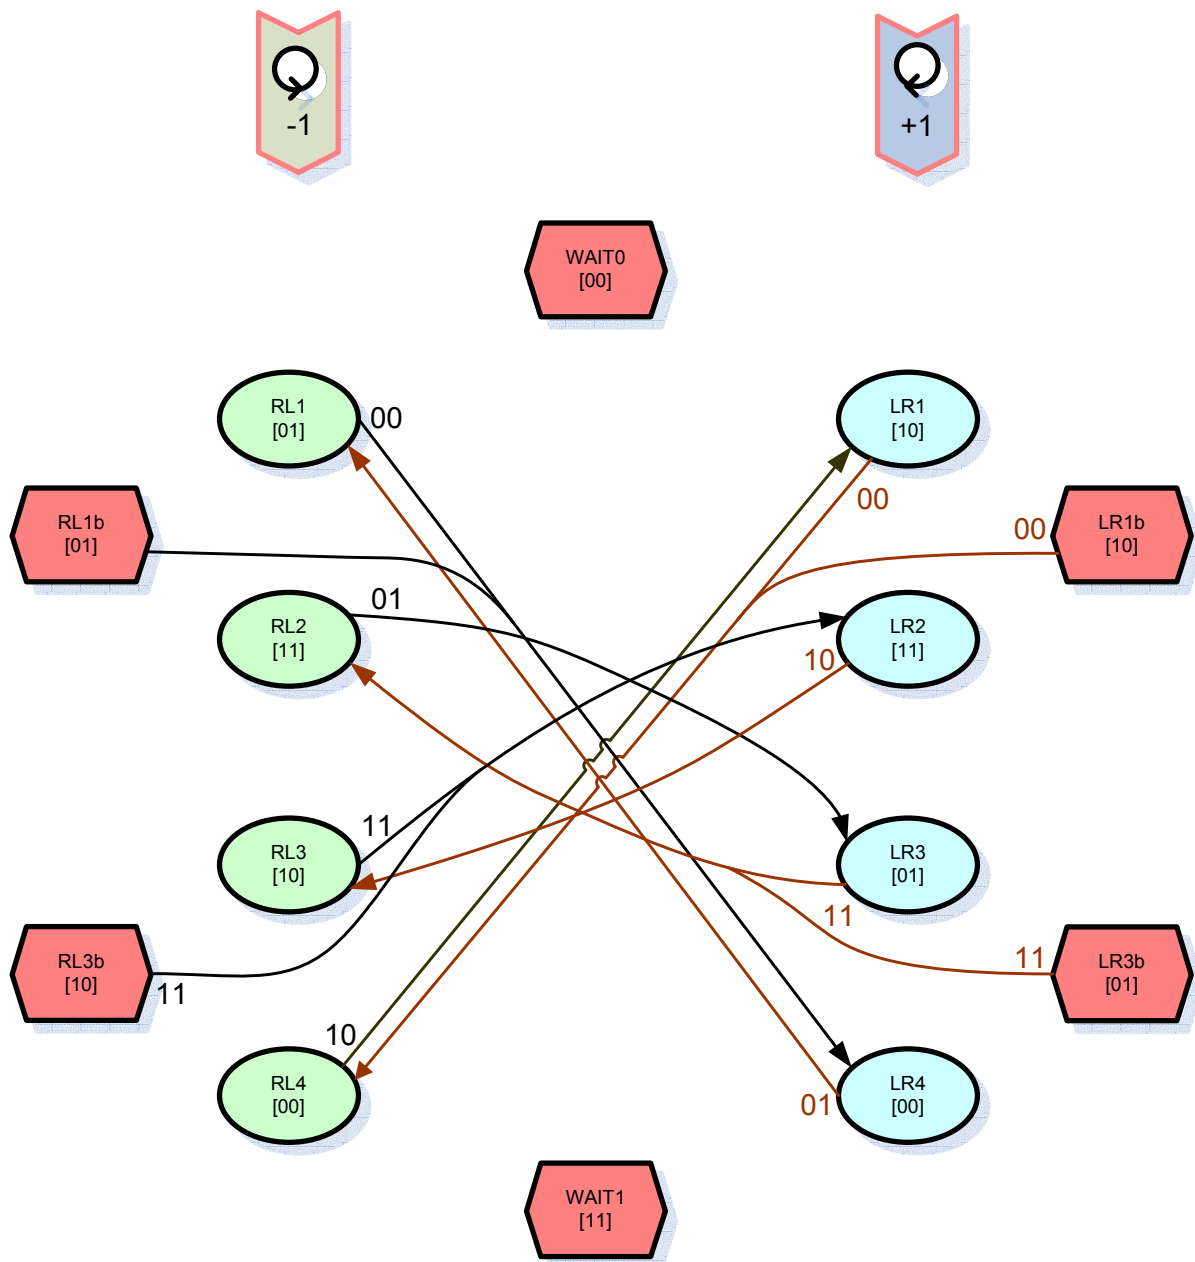 -1
+1
WAIT0
[00]
RL1
[01]
00
LR1
[10]
00
RL1b
[01]
00
LR1b
[10]
RL2
[11]
01
LR2
[11]
10
RL3
[10]
11
LR3
[01]
11
RL3b
[10]
11
11
LR3b
[01]
RL4
[00]
10
LR4
[00]
01
WAIT1
[11]